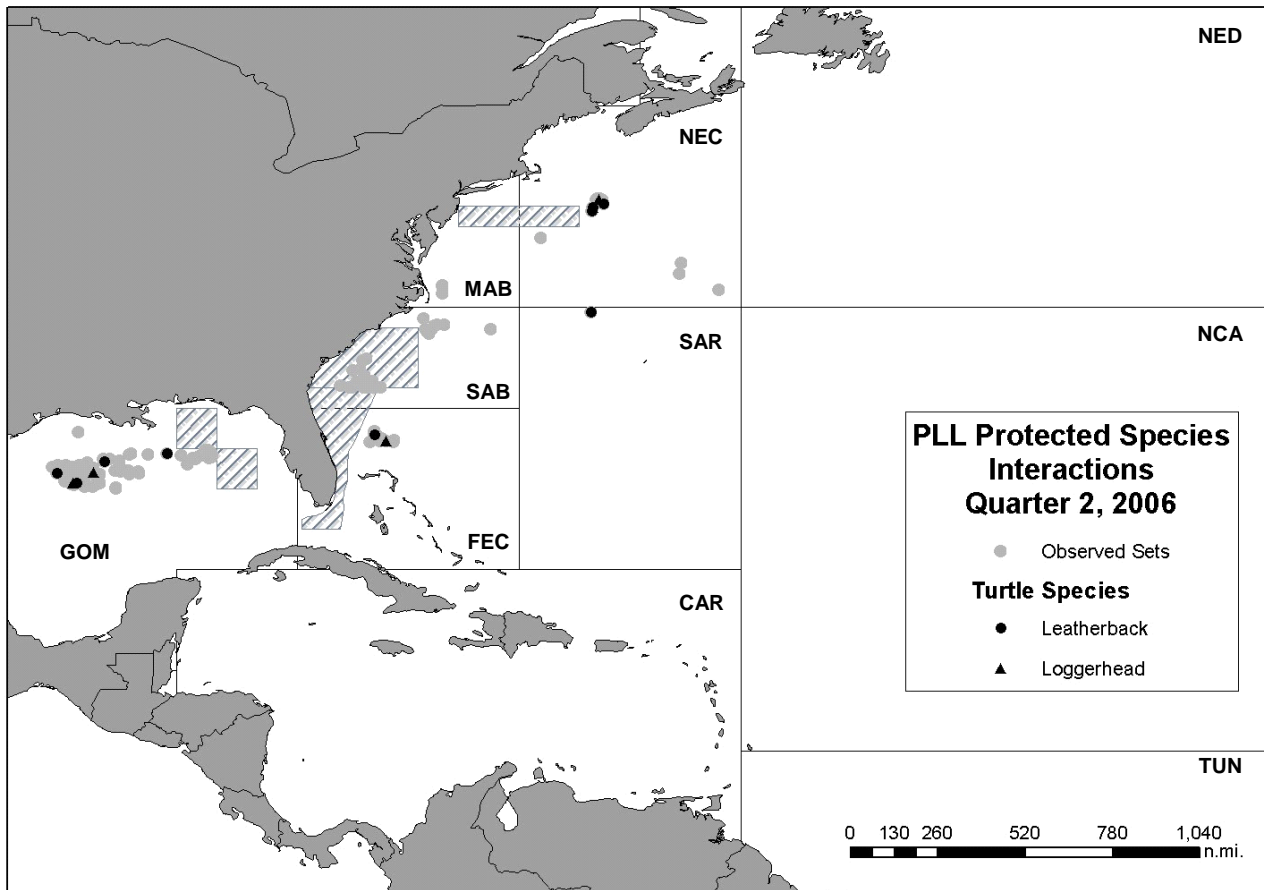 NED
NEC
MAB
SAR
NCA
SAB
PLL Protected Species
Interactions
Quarter 2, 2006
Observed Sets
Turtle Species
Leatherback
Loggerhead
GOM
FEC
CAR
TUN
0 130 260 520 780 1,040
n.mi.